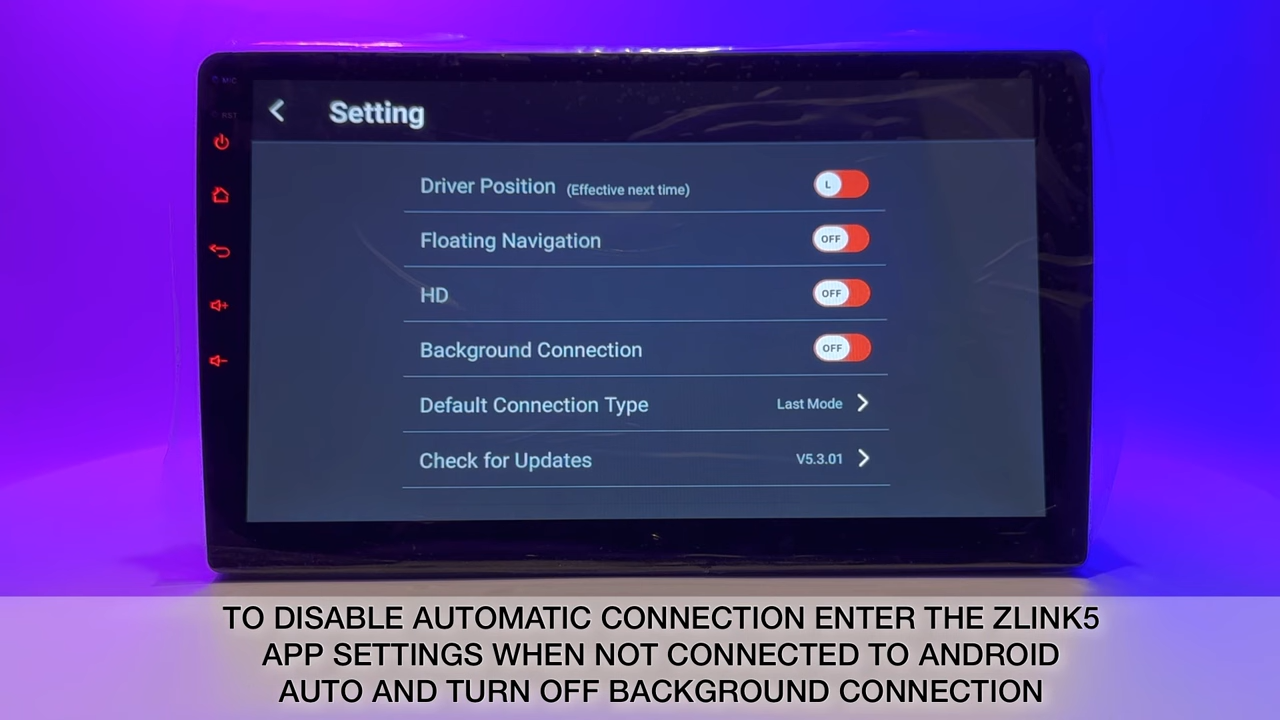 MIC
RST
Setting
Driver Position (Effective next time) L
Floating Navigation OFF
HD OFF
Background Connection OFF
Default Connection Type Last Mode
Check for Updates V5.3.01
TO DISABLE AUTOMATIC CONNECTION ENTER THE ZLINK5
APP SETTINGS WHEN NOT CONNECTED TO ANDROID
AUTO AND TURN OFF BACKGROUND CONNECTION